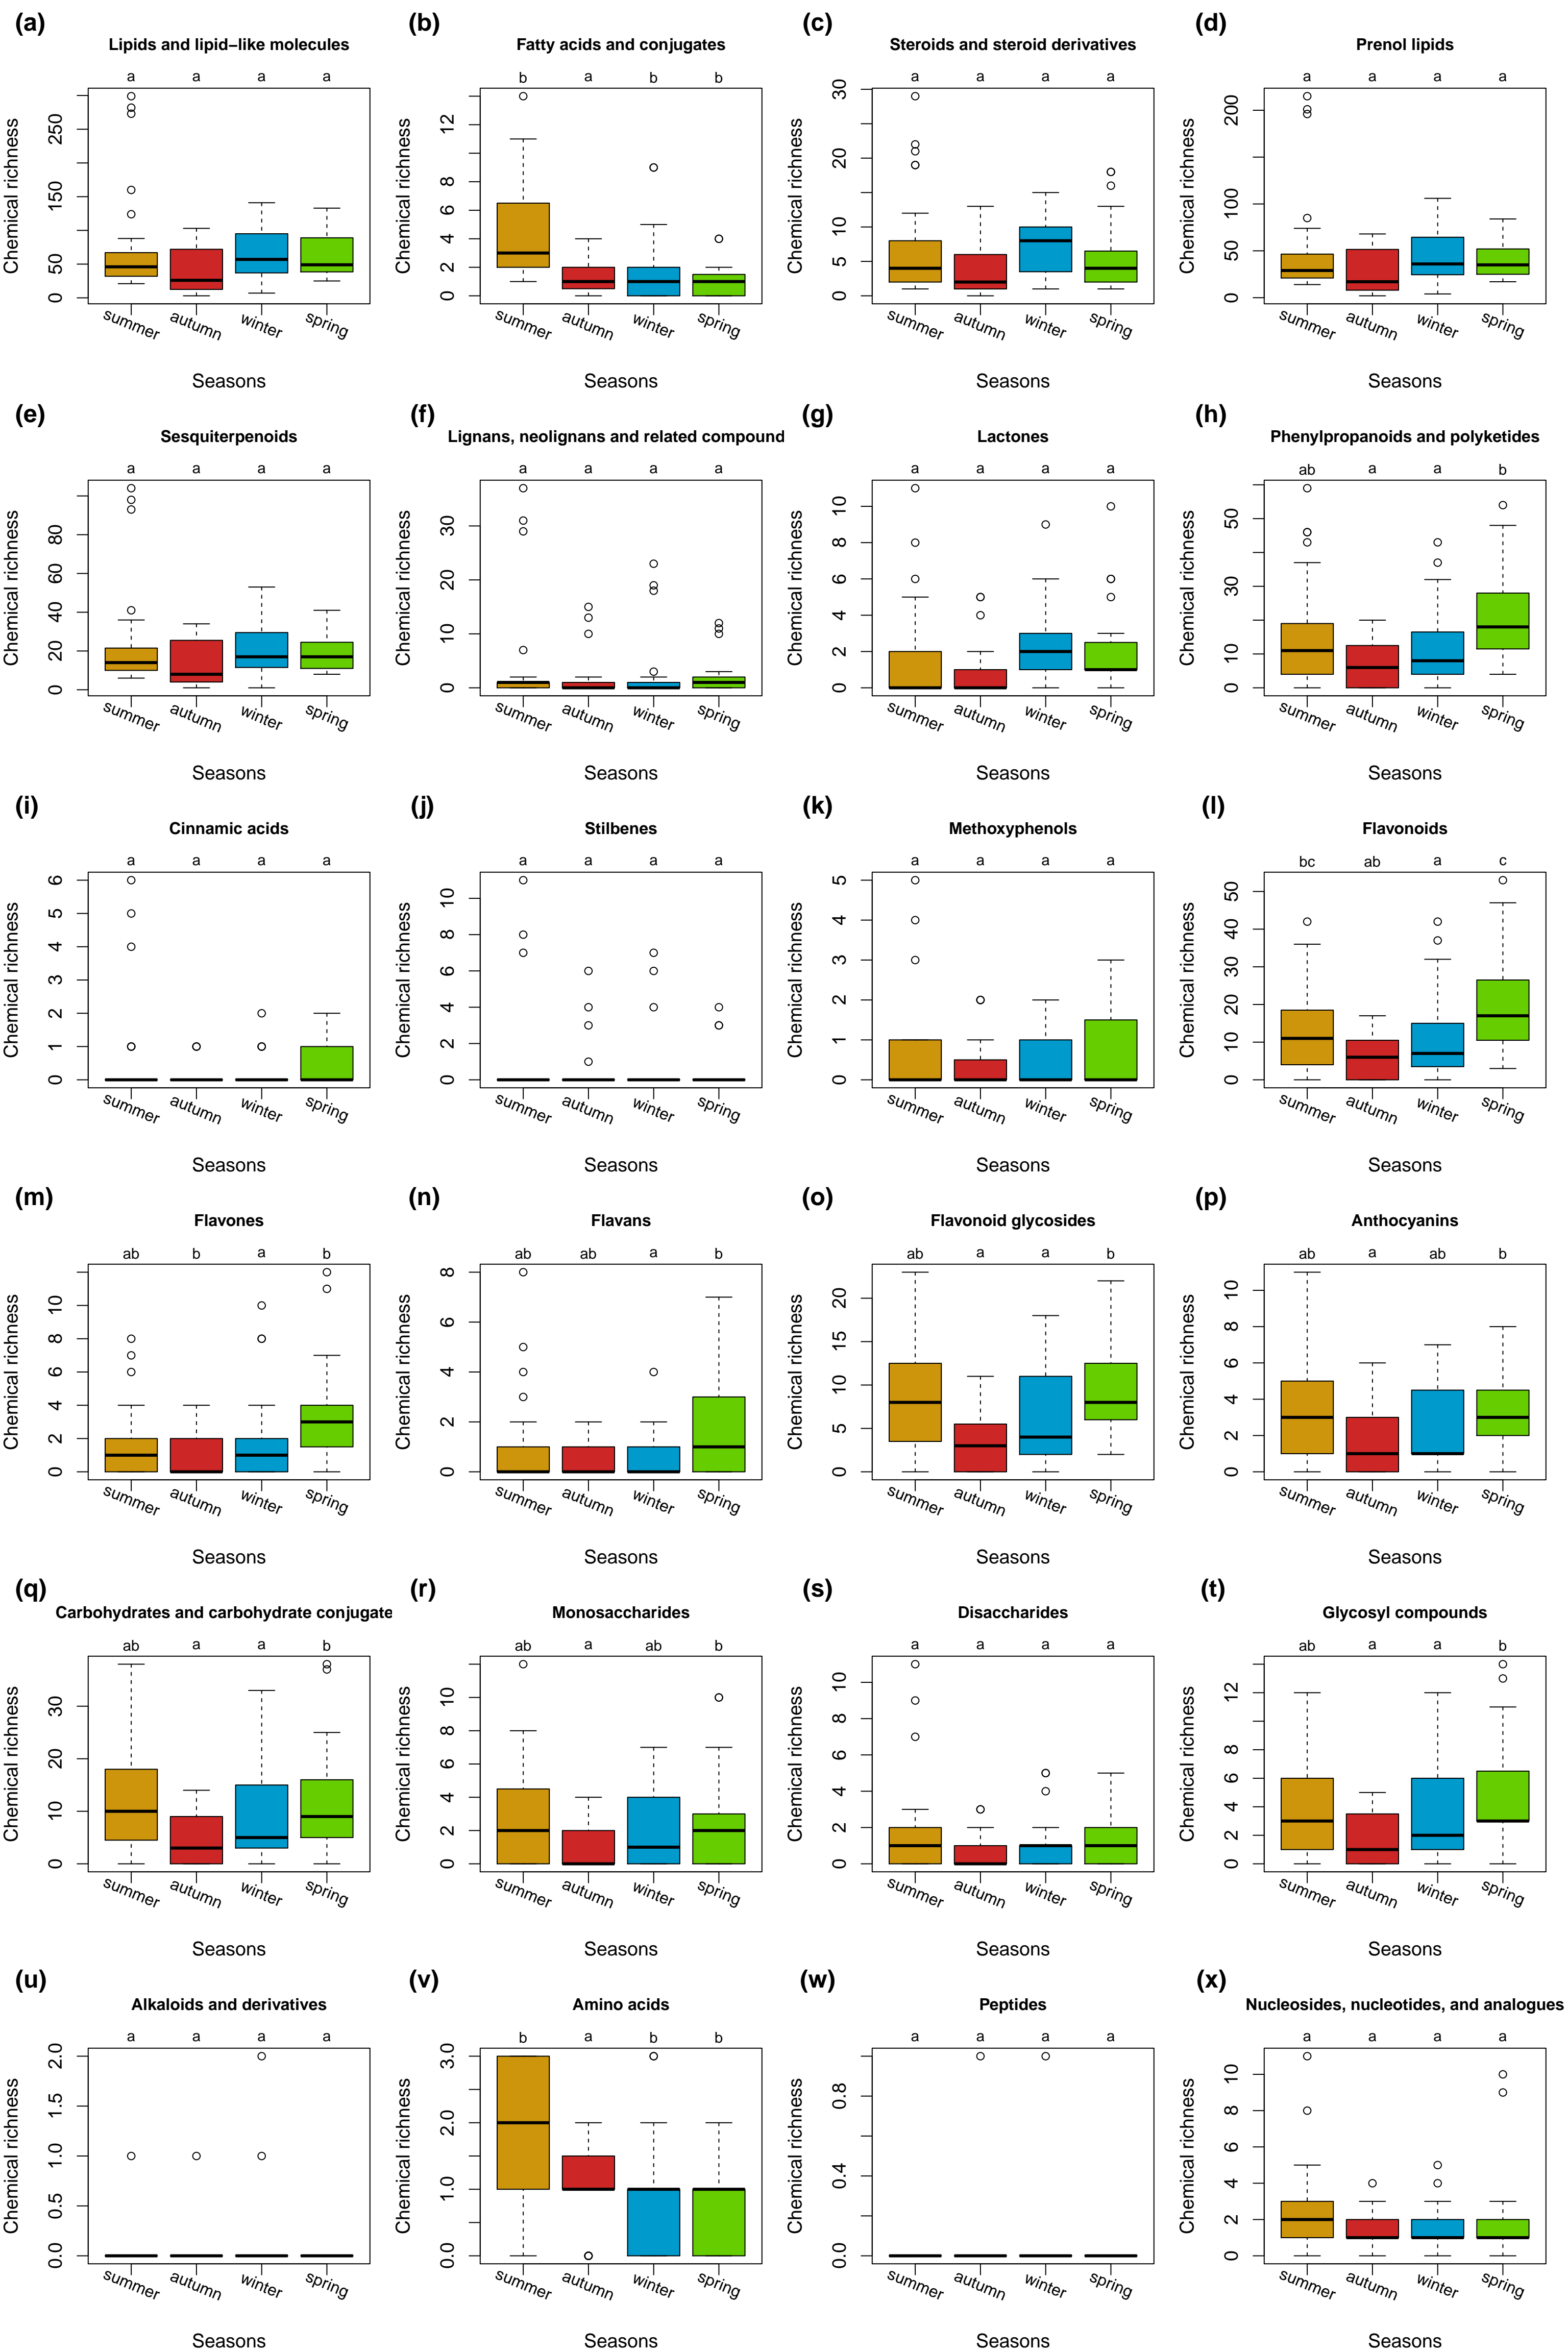 (a)
Lipids and lipid–like molecules
a a a a
Chemical richness
0 50 150 250
summer autumn winter spring
Seasons
(b)
Fatty acids and conjugates
b a b b
Chemical richness
0 2 4 6 8 12
summer autumn winter spring
Seasons
(c)
Steroids and steroid derivatives
a a a a
Chemical richness
0 5 10 20 30
summer autumn winter spring
Seasons
(d)
Prenol lipids
a a a a
Chemical richness
0 50 100 200
summer autumn winter spring
Seasons
(e)
Sesquiterpenoids
a a a a
Chemical richness
0 20 40 60 80
summer autumn winter spring
Seasons
(f)
Lignans, neolignans and related compound
a a a a
Chemical richness
0 10 20 30
summer autumn winter spring
Seasons
(g)
Lactones
a a a a
Chemical richness
0 2 4 6 8 10
summer autumn winter spring
Seasons
(h)
Phenylpropanoids and polyketides
ab a a b
Chemical richness
0 10 30 50
summer autumn winter spring
Seasons
(i)
Cinnamic acids
a a a a
Chemical richness
0 1 2 3 4 5 6
summer autumn winter spring
Seasons
(j)
Stilbenes
a a a a
Chemical richness
0 2 4 6 8 10
summer autumn winter spring
Seasons
(k)
Methoxyphenols
a a a a
Chemical richness
0 1 2 3 4 5
summer autumn winter spring
Seasons
(l)
Flavonoids
bc ab a c
Chemical richness
0 10 20 30 40 50
summer autumn winter spring
Seasons
(m)
Flavones
ab b a b
Chemical richness
0 2 4 6 8 10
summer autumn winter spring
Seasons
(n)
Flavans
ab ab a b
Chemical richness
0 2 4 6 8
summer autumn winter spring
Seasons
(o)
Flavonoid glycosides
ab a a b
Chemical richness
0 5 10 15 20
summer autumn winter spring
Seasons
(p)
Anthocyanins
ab a ab b
Chemical richness
0 2 4 6 8 10
summer autumn winter spring
Seasons
(q)
Carbohydrates and carbohydrate conjugate
ab a a b
Chemical richness
0 10 20 30
summer autumn winter spring
Seasons
(r)
Monosaccharides
ab a ab b
Chemical richness
0 2 4 6 8 10
summer autumn winter spring
Seasons
(s)
Disaccharides
a a a a
Chemical richness
0 2 4 6 8 10
summer autumn winter spring
Seasons
(t)
Glycosyl compounds
ab a a b
Chemical richness
0 2 4 6 8 12
summer autumn winter spring
Seasons
(u)
Alkaloids and derivatives
a a a a
Chemical richness
0.0 0.5 1.0 1.5 2.0
summer autumn winter spring
Seasons
(v)
Amino acids
b a b b
Chemical richness
0.0 1.0 2.0 3.0
summer autumn winter spring
Seasons
(w)
Peptides
a a a a
Chemical richness
0.0 0.4 0.8
summer autumn winter spring
Seasons
(x)
Nucleosides, nucleotides, and analogues
a a a a
Chemical richness
0 2 4 6 8 10
summer autumn winter spring
Seasons